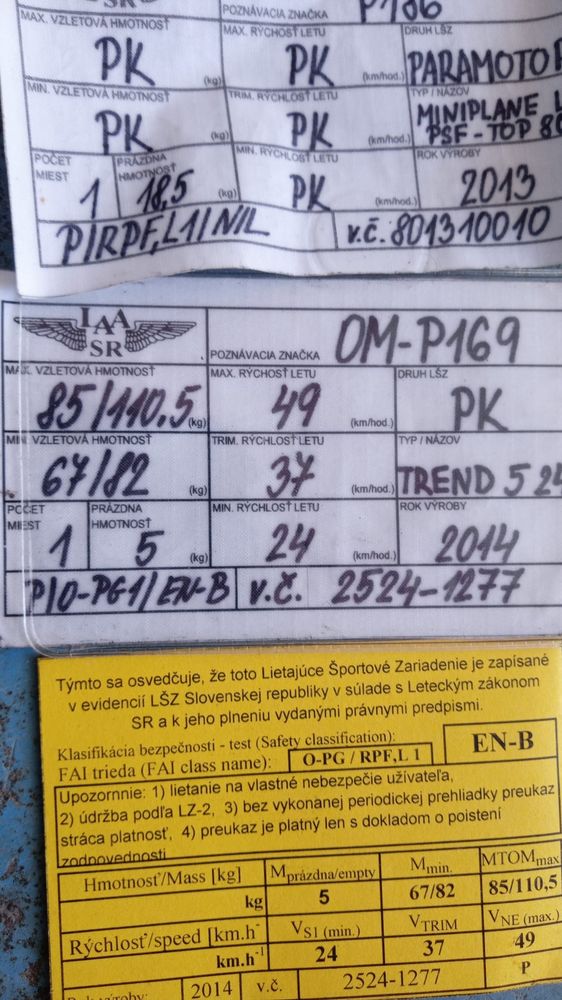 SR
POZNÁVACIA ZNAČKA P186
MAX. VZLETOVÁ HMOTNOSŤ MAX. RÝCHOSŤ LETU DRUH LŠZ
PK (kg) PK (km/hod.) PARAMOTOR
MIN. VZLETOVÁ HMOTNOSŤ TRIM. RÝCHLOSŤ LETU TYP / NÁZOV
PK (kg) PK (km/hod.) MINIPLANE L
PSF-TOP 80
POČET MIEST PRÁZDNA HMOTNOSŤ MIN. RÝCHLOSŤ LETU ROK VÝROBY
1 18,5 (kg) PK (km/hod.) 2013
P/RPF,L1/N/L v.č. 801310010
IAA
SR
POZNÁVACIA ZNAČKA OM-P169
MAX. VZLETOVÁ HMOTNOSŤ MAX. RÝCHOSŤ LETU DRUH LŠZ
85/110.5 (kg) 49 (km/hod.) PK
MIN. VZLETOVÁ HMOTNOSŤ TRIM. RÝCHLOSŤ LETU TYP / NÁZOV
67/82 (kg) 37 (km/hod.) TREND 5 24
POČET MIEST PRÁZDNA HMOTNOSŤ MIN. RÝCHLOSŤ LETU ROK VÝROBY
1 5 (kg) 24 (km/hod.) 2014
P/O-PG1/EN-B v.č. 2524-1277
Týmto sa osvedčuje, že toto Lietajúce Športové Zariadenie je zapísané
v evidencií LŠZ Slovenskej republiky v súlade s Leteckým zákonom
SR a k jeho plneniu vydanými právnymi predpismi.
Klasifikácia bezpečnosti - test (Safety classification):
FAI trieda (FAI class name): O-PG / RPF,L 1 EN-B
Upozornnie: 1) lietanie na vlastné nebezpečie užívateľa,
2) údržba podľa LZ-2, 3) bez vykonanej periodickej prehliadky preukaz
stráca platnosť, 4) preukaz je platný len s dokladom o poistení
zodpovednosti
Hmotnosť/Mass [kg] Mprázdna/empty Mmin. MTOMmax
kg 5 67/82 85/110,5
Rýchlosť/speed [km.h- VS1 (min.) VTRIM VNE (max.)
km.h-1 24 37 49
2014 v.č. 2524-1277 P